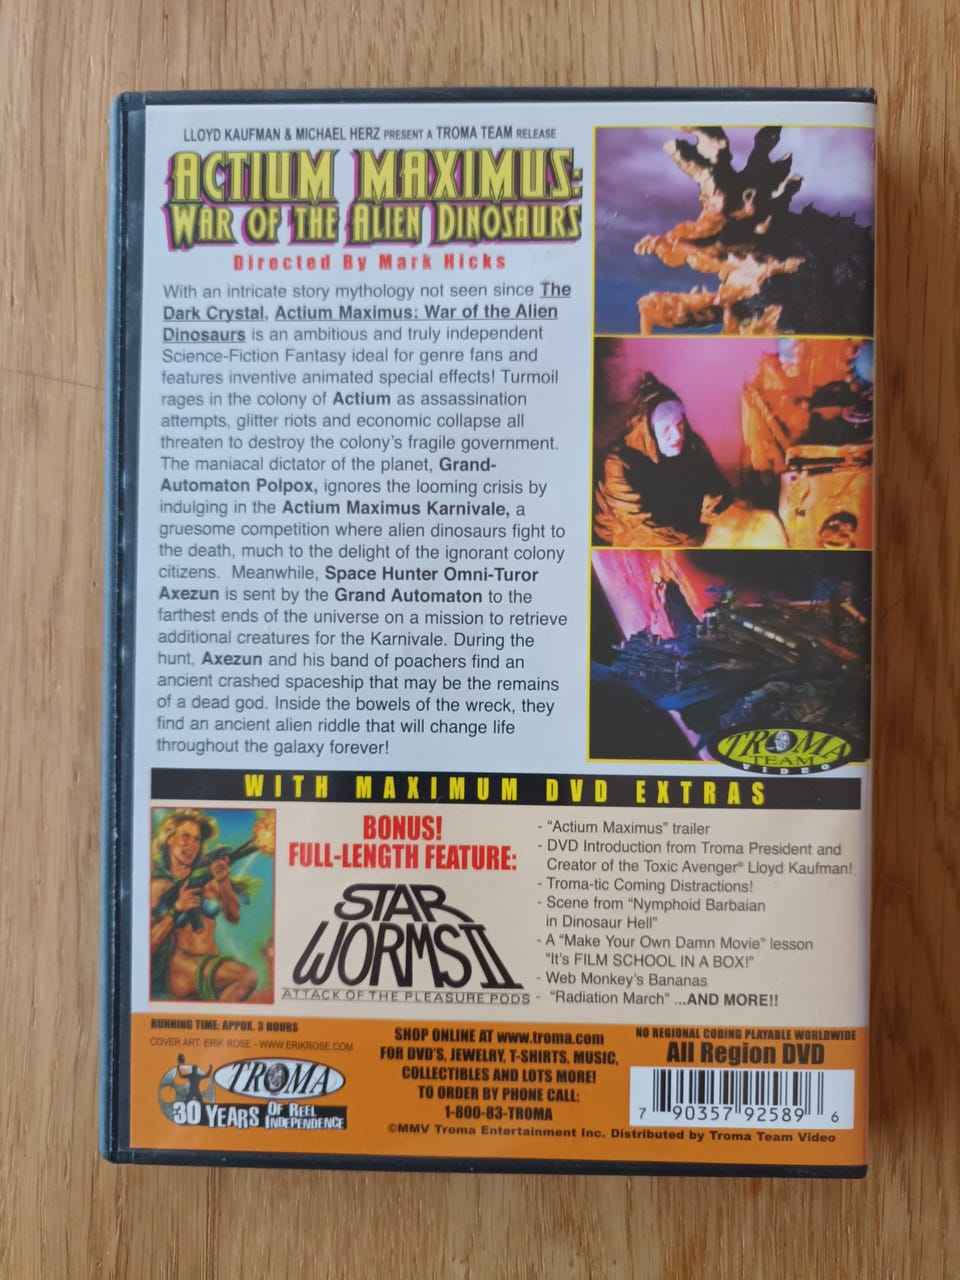 LLOYD KAUFMAN & MICHAEL HERZ PRESENT A TROMA TEAM RELEASE
ACTIUM MAXIMUS:
WAR OF THE ALIEN DINOSAURS
Directed By Mark Hicks
With an intricate story mythology not seen since The
Dark Crystal, Actium Maximus: War of the Alien
Dinosaurs is an ambitious and truly independent
Science-Fiction Fantasy ideal for genre fans and
features inventive animated special effects! Turmoil
rages in the colony of Actium as assassination
attempts, glitter riots and economic collapse all
threaten to destroy the colony's fragile government.
The maniacal dictator of the planet, Grand-
Automaton Polpox, ignores the looming crisis by
indulging in the Actium Maximus Karnivale, a
gruesome competition where alien dinosaurs fight to
the death, much to the delight of the ignorant colony
citizens. Meanwhile, Space Hunter Omni-Turor
Axezun is sent by the Grand Automaton to the
farthest ends of the universe on a mission to retrieve
additional creatures for the Karnivale. During the
hunt, Axezun and his band of poachers find an
ancient crashed spaceship that may be the remains
of a dead god. Inside the bowels of the wreck, they
find an ancient alien riddle that will change life
throughout the galaxy forever!
TROMA
TEAM
VIDEO
WITH MAXIMUM DVD EXTRAS
BONUS!
FULL-LENGTH FEATURE:
STAR
WORMS II
ATTACK OF THE PLEASURE PODS
- "Actium Maximus" trailer
- DVD Introduction from Troma President and
Creator of the Toxic Avenger® Lloyd Kaufman!
- Troma-tic Coming Distractions!
- Scene from "Nymphoid Barbaian
in Dinosaur Hell"
- A "Make Your Own Damn Movie" lesson
"It's FILM SCHOOL IN A BOX!"
- Web Monkey's Bananas
- "Radiation March" ...AND MORE!!
RUNNING TIME: APPOX. 3 HOURS
COVER ART: ERIK ROSE - WWW.ERIKROSE.COM
TROMA
30 YEARS OF REEL INDEPENDENCE
SHOP ONLINE AT www.troma.com
FOR DVD'S, JEWELRY, T-SHIRTS, MUSIC,
COLLECTIBLES AND LOTS MORE!
TO ORDER BY PHONE CALL:
1-800-83-TROMA
NO REGIONAL CODING PLAYABLE WORLDWIDE
All Region DVD
7 90357 92589 6
©MMV Troma Entertainment Inc. Distributed by Troma Team Video